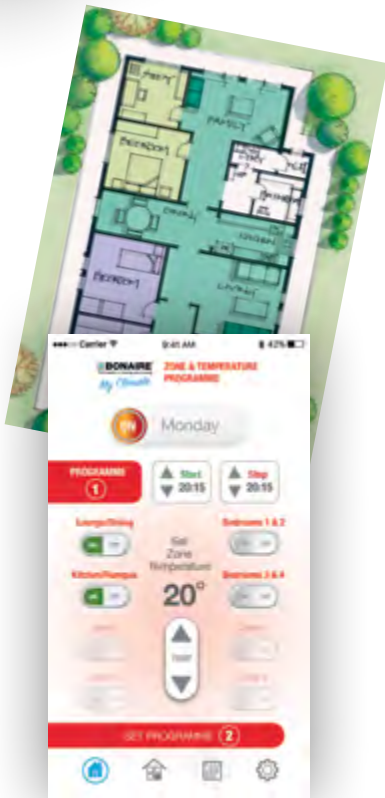 STUDY
FAMILY
BEDROOM
DINING
KITCHEN
BEDROOM
LIVING
Carrier 9:41 AM 42%
BONAIRE
My Climate
ZONE & TEMPERATURE
PROGRAMME
ON Monday
PROGRAMME
1
Start
20:15
Stop
20:15
Lounge/Dining
Bedrooms 1 & 2
Set
Zone
Temperature
20°
Kitchen/Rumpus
Bedrooms 3 & 4
TEMP
SET PROGRAMME 2